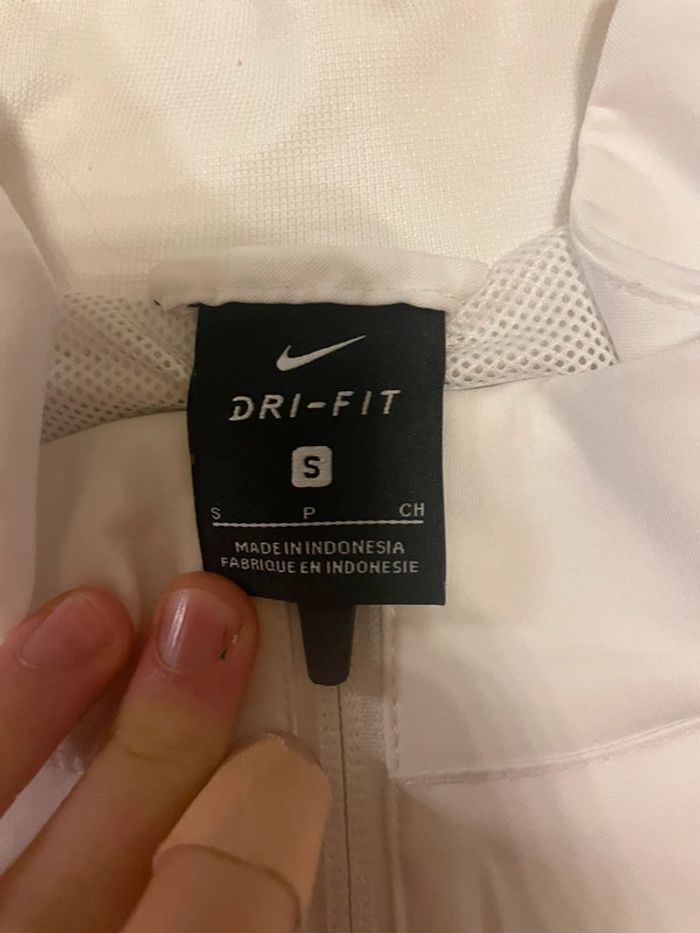 DRI-FIT
S
S P CH
MADE IN INDONESIA
FABRIQUE EN INDONESIE